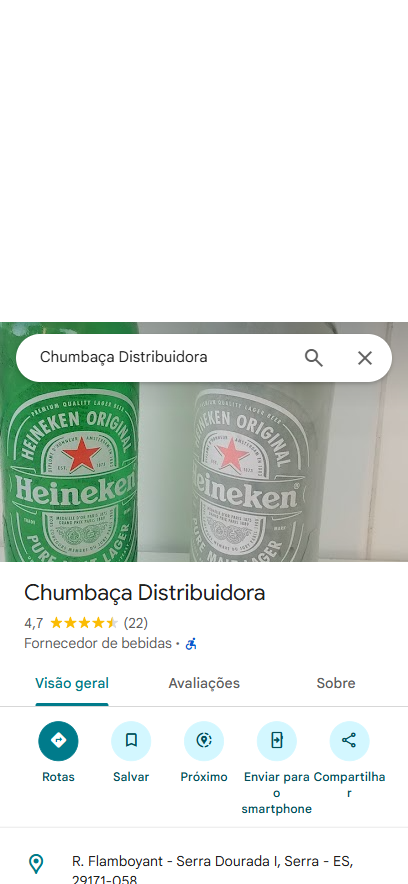 Chumbaça Distribuidora
PREMIUM QUALITY LAGER BEER
HEINEKEN ORIGINAL
Heineken
PURE MALT LAGER
HEINEKEN ORIGINAL
eineken®
PURE MALT LAGER
Chumbaça Distribuidora
4,7 (22)
Fornecedor de bebidas ·
Visão geral Avaliações Sobre
Rotas Salvar Próximo Enviar para o smartphone Compartilhar
R. Flamboyant - Serra Dourada I, Serra - ES,
29171-058